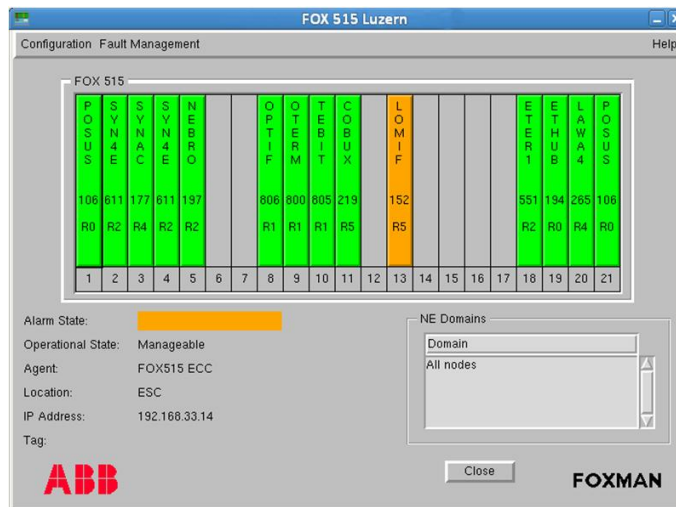 FOX 515 Luzern
Configuration Fault Management Help
FOX 515
POSUS SYN4E SYNAC SYN4E NEBRO OPTIF OTERM TEBIT COBUX LOMIF ETER1 ETHUB LAWA4 POSUS
106 611 177 611 197 806 800 805 219 152 551 194 265 106
R0 R2 R4 R2 R2 R1 R1 R1 R5 R5 R2 R0 R4 R0
1 2 3 4 5 6 7 8 9 10 11 12 13 14 15 16 17 18 19 20 21
Alarm State:
Operational State: Manageable
Agent: FOX515 ECC
Location: ESC
IP Address: 192.168.33.14
Tag:
NE Domains
Domain
All nodes
Close
ABB
FOXMAN